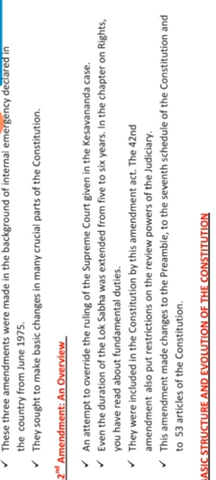 ✓ These three amendments were made in the background of internal emergency declared in
the country from June 1975.
✓ They sought to make basic changes in many crucial parts of the Constitution.
2nd Amendment: An Overview
✓ An attempt to override the ruling of the Supreme Court given in the Kesavananda case.
✓ Even the duration of the Lok Sabha was extended from five to six years. In the chapter on Rights,
you have read about fundamental duties.
✓ They were included in the Constitution by this amendment act. The 42nd
amendment also put restrictions on the review powers of the Judiciary.
✓ This amendment made changes to the Preamble, to the seventh schedule of the Constitution and
to 53 articles of the Constitution.
ASIC STRUCTURE AND EVOLUTION OF THE CONSTITUTION